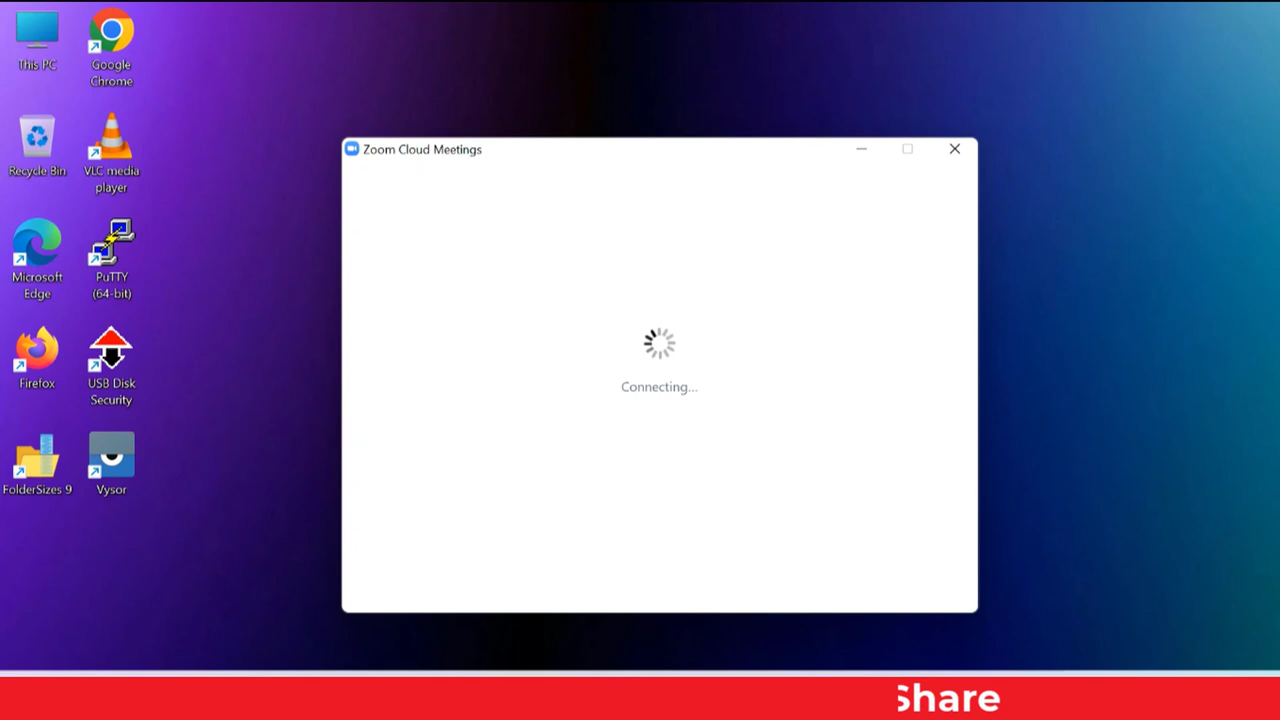 This PC
Google
Chrome
Recycle Bin
VLC media
player
Microsoft
Edge
PuTTY
(64-bit)
Firefox
USB Disk
Security
FolderSizes 9
Vysor
Zoom Cloud Meetings
Connecting...
Share